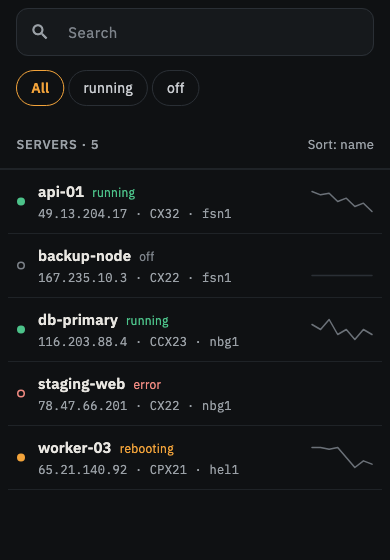 Search
All running off
SERVERS · 5 Sort: name
api-01 running
49.13.204.17 · CX32 · fsn1
backup-node off
167.235.10.3 · CX22 · fsn1
db-primary running
116.203.88.4 · CCX23 · nbg1
staging-web error
78.47.66.201 · CX22 · nbg1
worker-03 rebooting
65.21.140.92 · CPX21 · hel1